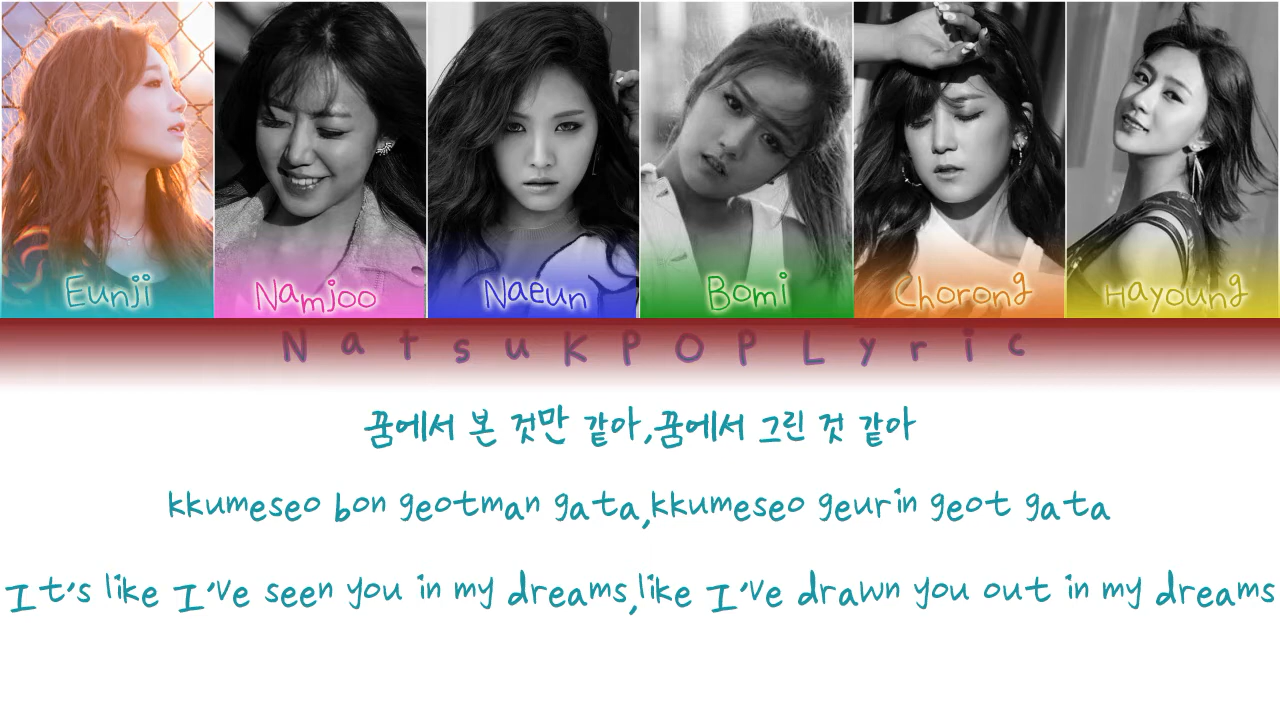 Eunji Namjoo Naeun Bomi Chorong Hayoung
NatsuKPOPLyric
꿈에서 본 것만 같아,꿈에서 그린 것 같아
kkumeseo bon geotman gata,kkumeseo geurin geot gata
It's like I've seen you in my dreams,like I've drawn you out in my dreams